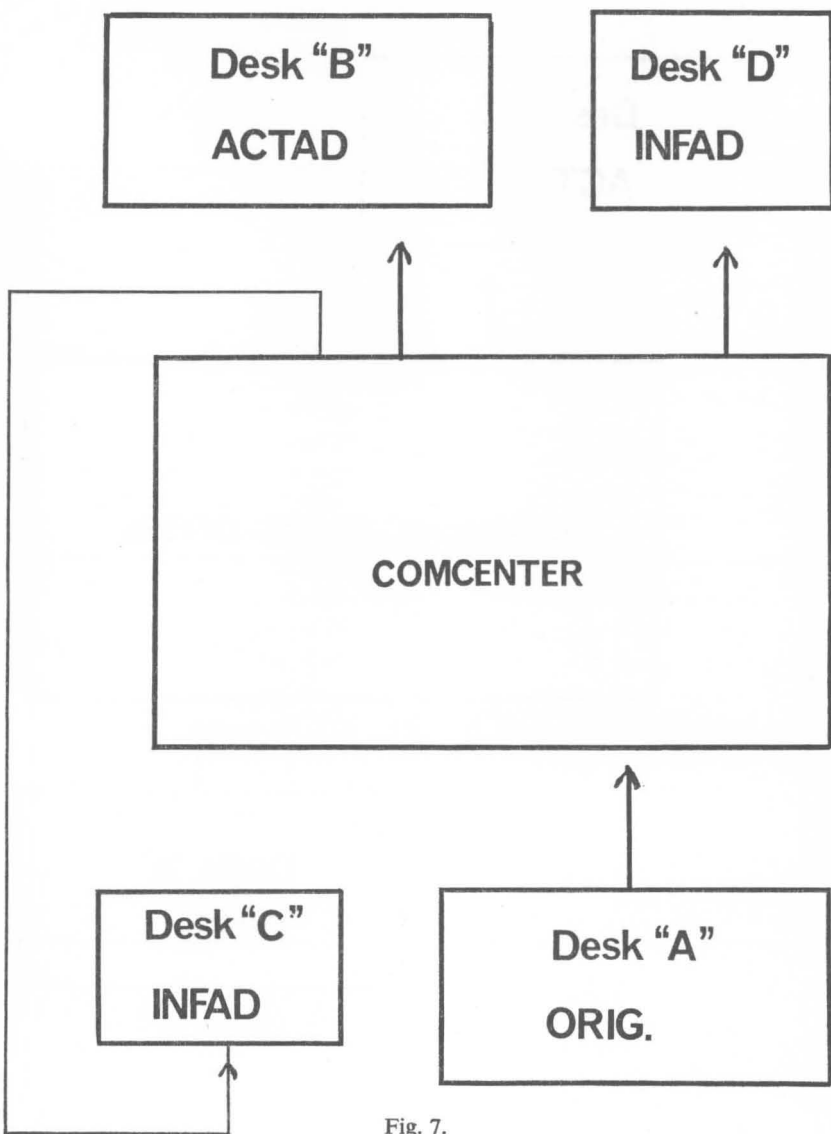 Desk “B”
ACTAD
Desk “D”
INFAD
COMCENTER
Desk “C”
INFAD
Desk “A”
ORIG.
Fig. 7.